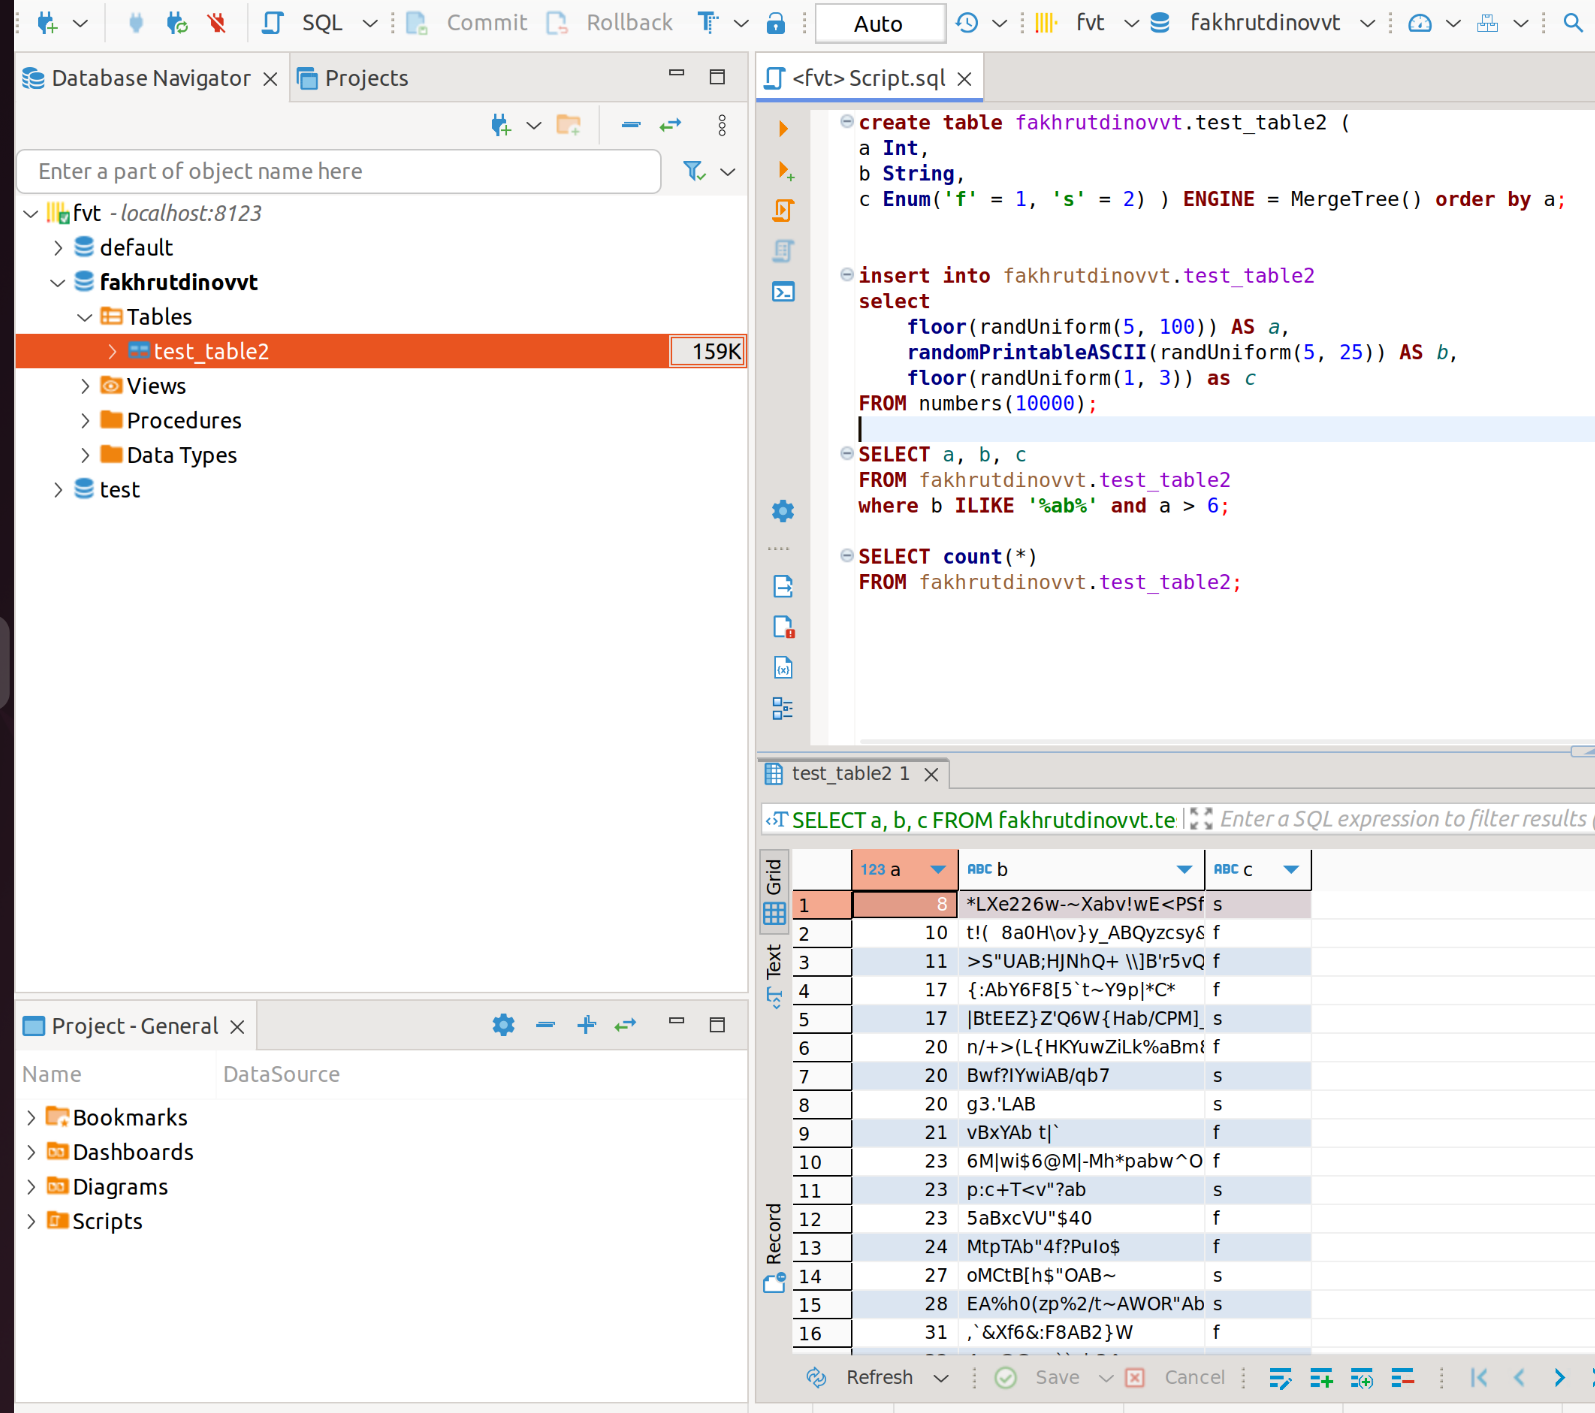 SQL Commit Rollback Auto fvt fakhrutdinovvt
Database Navigator Projects
Enter a part of object name here
fvt - localhost:8123
default
fakhrutdinovvt
Tables
test_table2 159K
Views
Procedures
Data Types
test
Project - General
Name DataSource
Bookmarks
Dashboards
Diagrams
Scripts
<fvt> Script.sql
create table fakhrutdinovvt.test_table2 (
a Int,
b String,
c Enum('f' = 1, 's' = 2) ) ENGINE = MergeTree() order by a;
insert into fakhrutdinovvt.test_table2
select
floor(randUniform(5, 100)) AS a,
randomPrintableASCII(randUniform(5, 25)) AS b,
floor(randUniform(1, 3)) as c
FROM numbers(10000);
SELECT a, b, c
FROM fakhrutdinovvt.test_table2
where b ILIKE '%ab%' and a > 6;
SELECT count(*)
FROM fakhrutdinovvt.test_table2;
test_table2 1
SELECT a, b, c FROM fakhrutdinovvt.te Enter a SQL expression to filter results (
Grid
Text
Record
123 a ABC b ABC c
1 8 *LXe226w-~Xabv!wE<PSf s
2 10 t!( 8a0H\ov}y_ABQyzcsy& f
3 11 >S"UAB;HJNhQ+ \\]B'r5vQ f
4 17 {:AbY6F8[5`t~Y9p|*C* f
5 17 |BtEEZ}Z'Q6W{Hab/CPM]_ s
6 20 n/+>(L{HKYuwZiLk%aBm8 f
7 20 Bwf?IYwiAB/qb7 s
8 20 g3.'LAB s
9 21 vBxYAb t|` f
10 23 6M|wi$6@M|-Mh*pabw^O f
11 23 p:c+T<v"?ab s
12 23 5aBxcVU"$40 f
13 24 MtpTAb"4f?PuIo$ f
14 27 oMCtB[h$"OAB~ s
15 28 EA%h0(zp%2/t~AWOR"Ab s
16 31 ,`&Xf6&:F8AB2}W f
Refresh Save Cancel